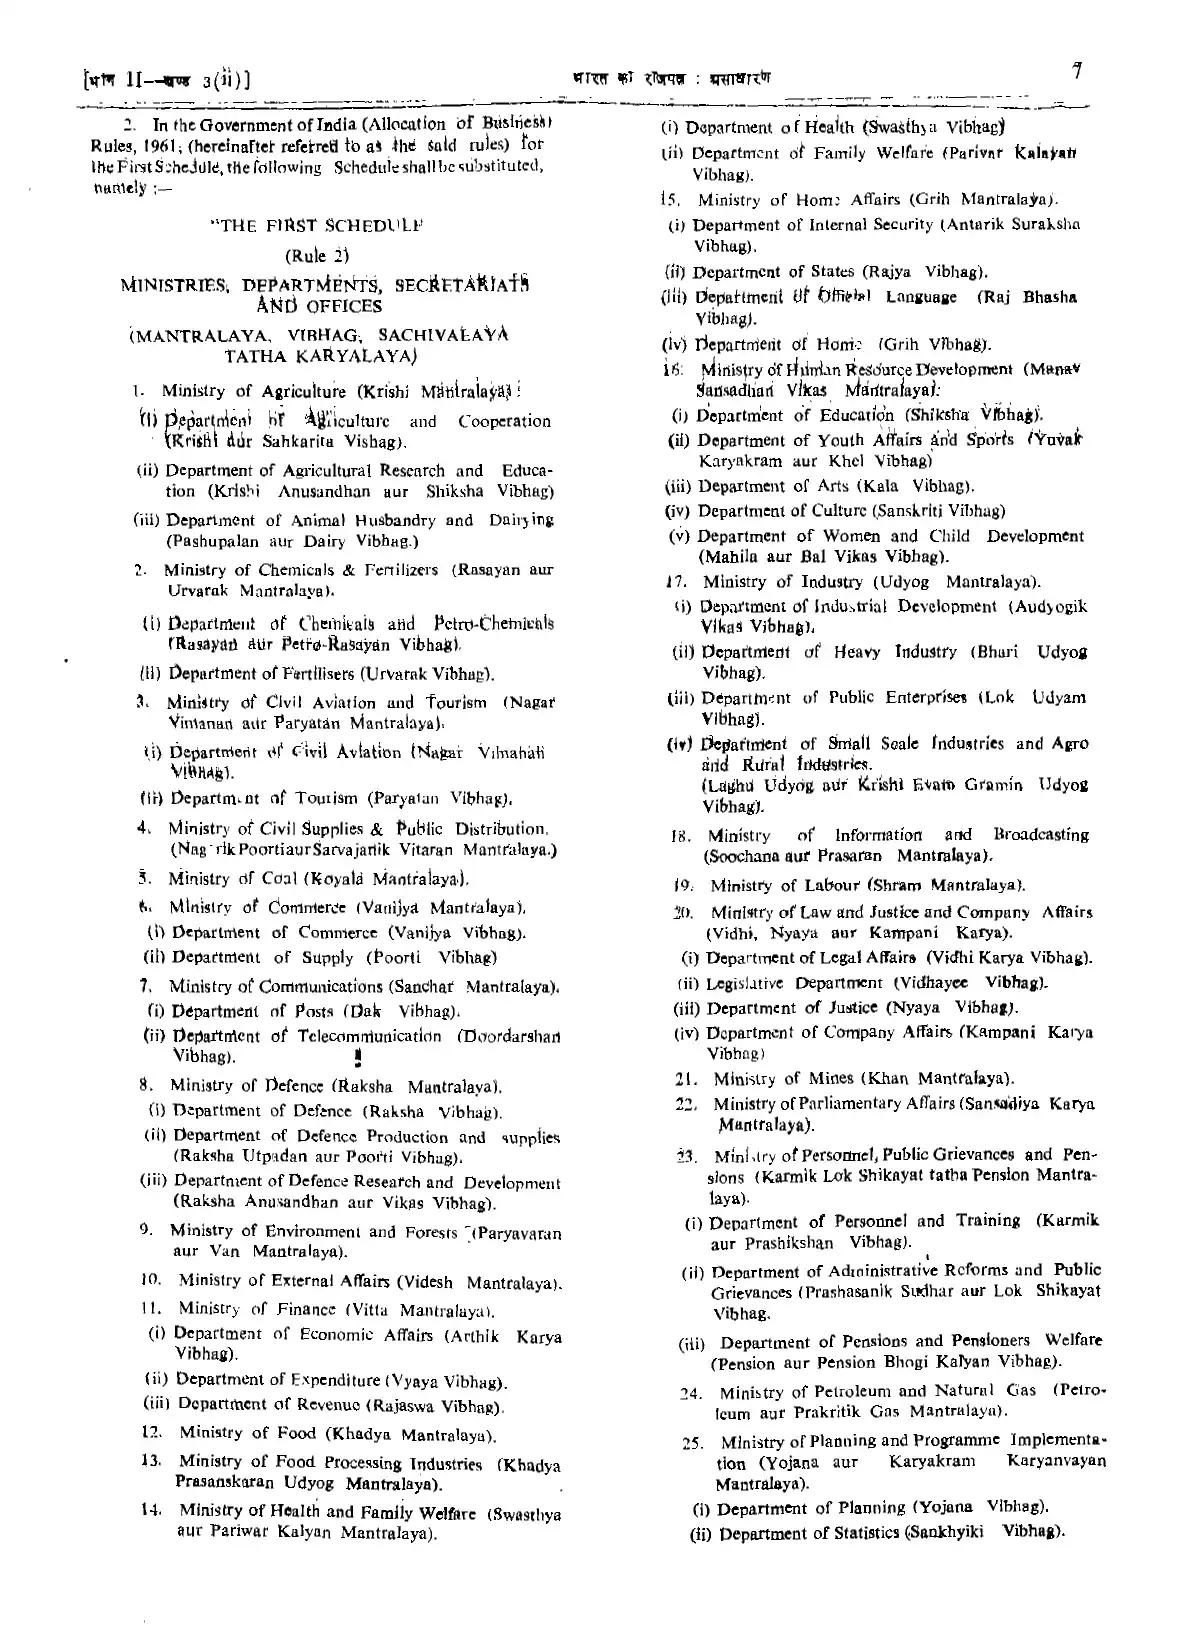 [भाग II—खण्ड 3(ii)]
भारत का राजपत्र : असाधारण
7
2. In the Government of India (Allocation of Business)
Rules, 1961, (hereinafter referred to as the said rules) for
the First Schedule, the following Schedule shall be substituted,
namely :—
"THE FIRST SCHEDULE
(Rule 2)
MINISTRIES, DEPARTMENTS, SECRETARIATS
AND OFFICES
(MANTRALAYA, VIBHAG, SACHIVALAYA
TATHA KARYALAYA)
1. Ministry of Agriculture (Krishi Mantralaya) :
(i) Department of Agriculture and Cooperation
(Krishi aur Sahkarita Vishag).
(ii) Department of Agricultural Research and Educa-
tion (Krishi Anusandhan aur Shiksha Vibhag)
(iii) Department of Animal Husbandry and Dairying
(Pashupalan aur Dairy Vibhag.)
2. Ministry of Chemicals & Fertilizers (Rasayan aur
Urvarak Mantralaya).
(i) Department of Chemicals and Petro-Chemicals
(Rasayan aur Petro-Rasayan Vibhag).
(ii) Department of Fertilisers (Urvarak Vibhag).
3. Ministry of Civil Aviation and Tourism (Nagar
Vimanan aur Paryatan Mantralaya).
(i) Department of Civil Aviation (Nagar Vimanan
Vibhag).
(ii) Department of Tourism (Paryatan Vibhag).
4. Ministry of Civil Supplies & Public Distribution.
(Nagarik Poorti aur Sarvajanik Vitaran Mantralaya.)
5. Ministry of Coal (Koyala Mantralaya).
6. Ministry of Commerce (Vanijya Mantralaya).
(i) Department of Commerce (Vanijya Vibhag).
(ii) Department of Supply (Poorti Vibhag)
7. Ministry of Communications (Sanchar Mantralaya).
(i) Department of Posts (Dak Vibhag).
(ii) Department of Telecommunication (Doordarshan
Vibhag).
8. Ministry of Defence (Raksha Mantralaya).
(i) Department of Defence (Raksha Vibhag).
(ii) Department of Defence Production and supplies
(Raksha Utpadan aur Poorti Vibhag).
(iii) Department of Defence Research and Development
(Raksha Anusandhan aur Vikas Vibhag).
9. Ministry of Environment and Forests (Paryavaran
aur Van Mantralaya).
10. Ministry of External Affairs (Videsh Mantralaya).
11. Ministry of Finance (Vitta Mantralaya).
(i) Department of Economic Affairs (Arthik Karya
Vibhag).
(ii) Department of Expenditure (Vyaya Vibhag).
(iii) Department of Revenue (Rajaswa Vibhag).
12. Ministry of Food (Khadya Mantralaya).
13. Ministry of Food Processing Industries (Khadya
Prasanskaran Udyog Mantralaya).
14. Ministry of Health and Family Welfare (Swasthya
aur Pariwar Kalyan Mantralaya).
(i) Department of Health (Swasthya Vibhag)
(ii) Department of Family Welfare (Parivar Kalayan
Vibhag).
15. Ministry of Home Affairs (Grih Mantralaya).
(i) Department of Internal Security (Antarik Suraksha
Vibhag).
(ii) Department of States (Rajya Vibhag).
(iii) Department of Official Language (Raj Bhasha
Vibhag).
(iv) Department of Home (Grih Vibhag).
16. Ministry of Human Resource Development (Manav
Sansadhan Vikas Mantralaya):
(i) Department of Education (Shiksha Vibhag).
(ii) Department of Youth Affairs and Sports (Yuvak
Karyakram aur Khel Vibhag)
(iii) Department of Arts (Kala Vibhag).
(iv) Department of Culture (Sanskriti Vibhag)
(v) Department of Women and Child Development
(Mahila aur Bal Vikas Vibhag).
17. Ministry of Industry (Udyog Mantralaya).
(i) Department of Industrial Development (Audyogik
Vikas Vibhag).
(ii) Department of Heavy Industry (Bhari Udyog
Vibhag).
(iii) Department of Public Enterprises (Lok Udyam
Vibhag).
(iv) Department of Small Scale Industries and Agro
and Rural Industries.
(Laghu Udyog aur Krishi Evam Gramin Udyog
Vibhag).
18. Ministry of Information and Broadcasting
(Soochana aur Prasaran Mantralaya).
19. Ministry of Labour (Shram Mantralaya).
20. Ministry of Law and Justice and Company Affairs
(Vidhi, Nyaya aur Kampani Karya).
(i) Department of Legal Affairs (Vidhi Karya Vibhag).
(ii) Legislative Department (Vidhayee Vibhag).
(iii) Department of Justice (Nyaya Vibhag).
(iv) Department of Company Affairs (Kampani Karya
Vibhag)
21. Ministry of Mines (Khan Mantralaya).
22. Ministry of Parliamentary Affairs (Sansadiya Karya
Mantralaya).
23. Ministry of Personnel, Public Grievances and Pen-
sions (Karmik Lok Shikayat tatha Pension Mantra-
laya).
(i) Department of Personnel and Training (Karmik
aur Prashikshan Vibhag).
(ii) Department of Administrative Reforms and Public
Grievances (Prashasanik Sudhar aur Lok Shikayat
Vibhag.
(iii) Department of Pensions and Pensioners Welfare
(Pension aur Pension Bhogi Kalyan Vibhag).
24. Ministry of Petroleum and Natural Gas (Petro-
leum aur Prakritik Gas Mantralaya).
25. Ministry of Planning and Programme Implementa-
tion (Yojana aur Karyakram Karyanvayan
Mantralaya).
(i) Department of Planning (Yojana Vibhag).
(ii) Department of Statistics (Sankhyiki Vibhag).